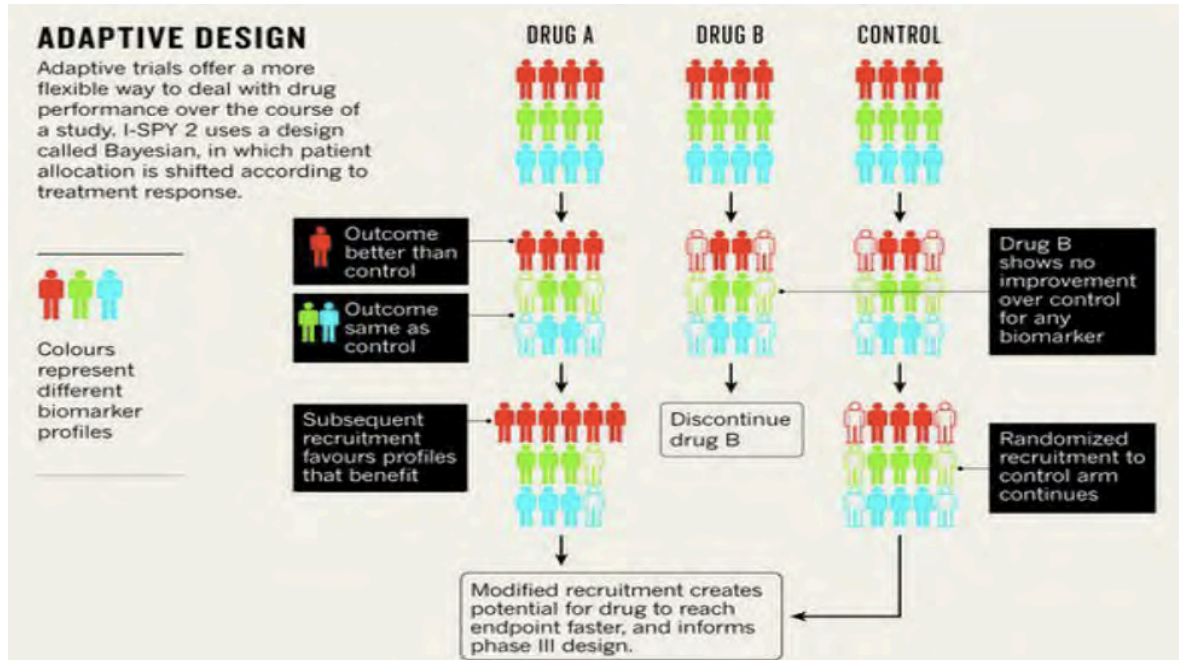 ADAPTIVE DESIGN
Adaptive trials offer a more
flexible way to deal with drug
performance over the course of
a study. I-SPY 2 uses a design
called Bayesian, in which patient
allocation is shifted according to
treatment response.
DRUG A
DRUG B
CONTROL
Outcome
better than
control
Outcome
same as
control
Drug B
shows no
improvement
over control
for any
biomarker
Colours
represent
different
biomarker
profiles
Subsequent
recruitment
favours profiles
that benefit
Discontinue
drug B
Randomized
recruitment to
control arm
continues
Modified recruitment creates
potential for drug to reach
endpoint faster, and informs
phase III design.